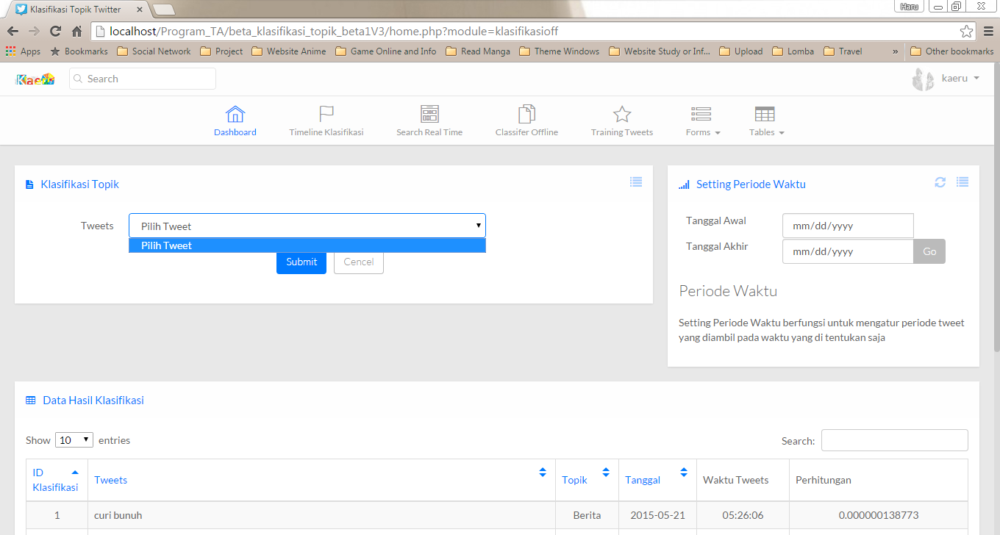 Klasifikasi Topik Twitter
Haru
localhost/Program_TA/beta_klasifikasi_topik_beta1V3/home.php?module=klasifikasioff
Apps Bookmarks Social Network Project Website Anime Game Online and Info Read Manga Theme Windows Website Study or Inf... Upload Lomba Travel » Other bookmarks
Search
kaeru
Dashboard Timeline Klasifikasi Search Real Time Classifer Offline Training Tweets Forms Tables
Klasifikasi Topik
Tweets Pilih Tweet
Pilih Tweet
Submit Cancel
Setting Periode Waktu
Tanggal Awal mm/dd/yyyy
Tanggal Akhir mm/dd/yyyy Go
Periode Waktu
Setting Periode Waktu berfungsi untuk mengatur periode tweet
yang diambil pada waktu yang di tentukan saja
Data Hasil Klasifikasi
Show 10 entries Search:
ID
Klasifikasi Tweets Topik Tanggal Waktu Tweets Perhitungan
1 curi bunuh Berita 2015-05-21 05:26:06 0.000000138773